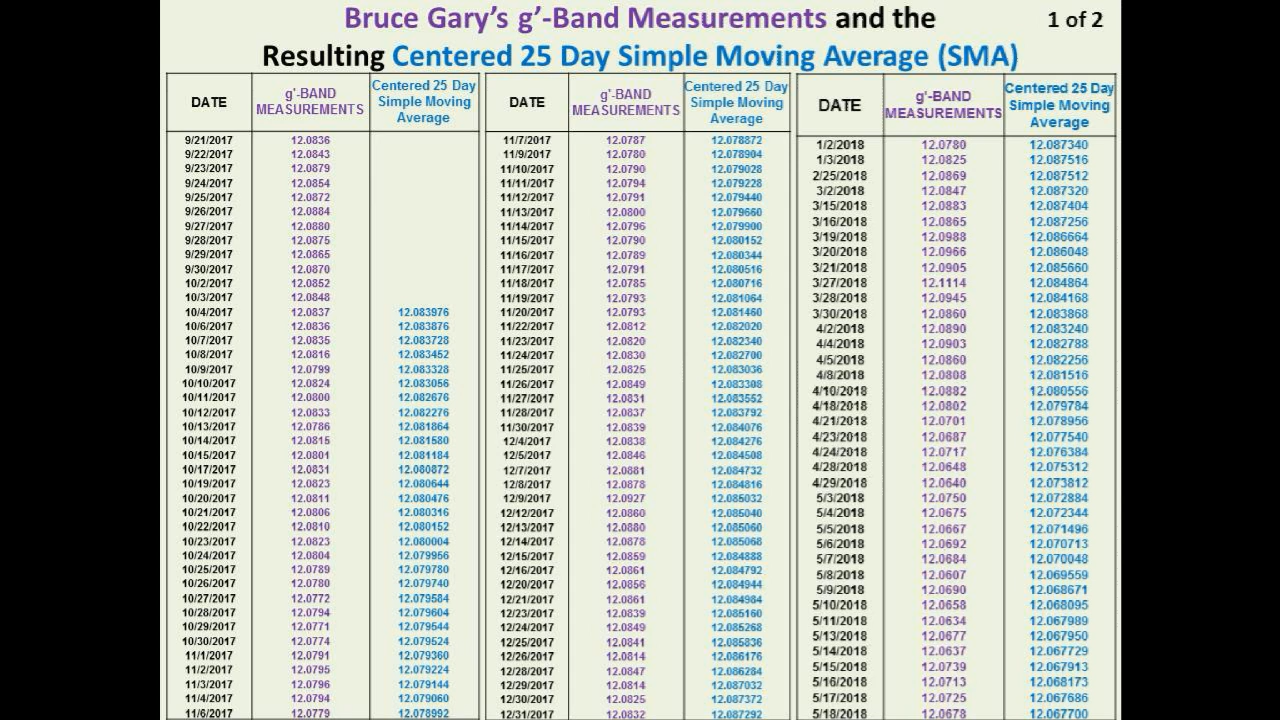 Bruce Gary's g'-Band Measurements and the 1 of 2
Resulting Centered 25 Day Simple Moving Average (SMA)
DATE g'-BAND MEASUREMENTS Centered 25 Day Simple Moving Average
9/21/2017 12.0836
9/22/2017 12.0843
9/23/2017 12.0879
9/24/2017 12.0854
9/25/2017 12.0872
9/26/2017 12.0884
9/27/2017 12.0880
9/28/2017 12.0875
9/29/2017 12.0865
9/30/2017 12.0870
10/2/2017 12.0852
10/3/2017 12.0848
10/4/2017 12.0837 12.083976
10/6/2017 12.0836 12.083876
10/7/2017 12.0835 12.083728
10/8/2017 12.0816 12.083452
10/9/2017 12.0799 12.083328
10/10/2017 12.0824 12.083056
10/11/2017 12.0800 12.082676
10/12/2017 12.0833 12.082276
10/13/2017 12.0786 12.081864
10/14/2017 12.0815 12.081580
10/15/2017 12.0801 12.081184
10/17/2017 12.0831 12.080872
10/19/2017 12.0823 12.080644
10/20/2017 12.0811 12.080476
10/21/2017 12.0806 12.080316
10/22/2017 12.0810 12.080152
10/23/2017 12.0823 12.080004
10/24/2017 12.0804 12.079956
10/25/2017 12.0789 12.079780
10/26/2017 12.0780 12.079740
10/27/2017 12.0772 12.079584
10/28/2017 12.0794 12.079604
10/29/2017 12.0771 12.079544
10/30/2017 12.0774 12.079524
11/1/2017 12.0791 12.079360
11/2/2017 12.0795 12.079224
11/3/2017 12.0796 12.079144
11/4/2017 12.0794 12.079060
11/6/2017 12.0779 12.078992
DATE g'-BAND MEASUREMENTS Centered 25 Day Simple Moving Average
11/7/2017 12.0787 12.078872
11/9/2017 12.0780 12.078904
11/10/2017 12.0790 12.079028
11/11/2017 12.0794 12.079228
11/12/2017 12.0791 12.079440
11/13/2017 12.0800 12.079660
11/14/2017 12.0796 12.079900
11/15/2017 12.0790 12.080152
11/16/2017 12.0789 12.080344
11/17/2017 12.0791 12.080516
11/18/2017 12.0785 12.080716
11/19/2017 12.0793 12.081064
11/20/2017 12.0793 12.081460
11/22/2017 12.0812 12.082020
11/23/2017 12.0820 12.082340
11/24/2017 12.0830 12.082700
11/25/2017 12.0825 12.083036
11/26/2017 12.0849 12.083308
11/27/2017 12.0831 12.083552
11/28/2017 12.0837 12.083792
11/30/2017 12.0839 12.084076
12/4/2017 12.0838 12.084276
12/5/2017 12.0846 12.084508
12/7/2017 12.0881 12.084732
12/8/2017 12.0878 12.084816
12/9/2017 12.0927 12.085032
12/12/2017 12.0860 12.085040
12/13/2017 12.0880 12.085060
12/14/2017 12.0878 12.085068
12/15/2017 12.0859 12.084888
12/16/2017 12.0861 12.084792
12/20/2017 12.0856 12.084944
12/21/2017 12.0861 12.084984
12/23/2017 12.0839 12.085160
12/24/2017 12.0849 12.085268
12/25/2017 12.0841 12.085836
12/26/2017 12.0814 12.086176
12/28/2017 12.0847 12.086284
12/29/2017 12.0814 12.087032
12/30/2017 12.0825 12.087372
12/31/2017 12.0832 12.087292
DATE g'-BAND MEASUREMENTS Centered 25 Day Simple Moving Average
1/2/2018 12.0780 12.087340
1/3/2018 12.0825 12.087516
2/25/2018 12.0869 12.087512
3/2/2018 12.0847 12.087320
3/15/2018 12.0883 12.087404
3/16/2018 12.0865 12.087256
3/19/2018 12.0988 12.086664
3/20/2018 12.0966 12.086048
3/21/2018 12.0905 12.085660
3/27/2018 12.1114 12.084864
3/28/2018 12.0945 12.084168
3/30/2018 12.0860 12.083868
4/2/2018 12.0890 12.083240
4/4/2018 12.0903 12.082788
4/5/2018 12.0860 12.082256
4/8/2018 12.0808 12.081516
4/10/2018 12.0882 12.080556
4/18/2018 12.0802 12.079784
4/21/2018 12.0701 12.078956
4/23/2018 12.0687 12.077540
4/24/2018 12.0717 12.076384
4/28/2018 12.0648 12.075312
4/29/2018 12.0640 12.073812
5/3/2018 12.0750 12.072884
5/4/2018 12.0675 12.072344
5/5/2018 12.0667 12.071496
5/6/2018 12.0692 12.070713
5/7/2018 12.0684 12.070048
5/8/2018 12.0607 12.069559
5/9/2018 12.0690 12.068671
5/10/2018 12.0658 12.068095
5/11/2018 12.0634 12.067989
5/13/2018 12.0677 12.067950
5/14/2018 12.0637 12.067729
5/15/2018 12.0739 12.067913
5/16/2018 12.0713 12.068173
5/17/2018 12.0725 12.067686
5/18/2018 12.0678 12.067700